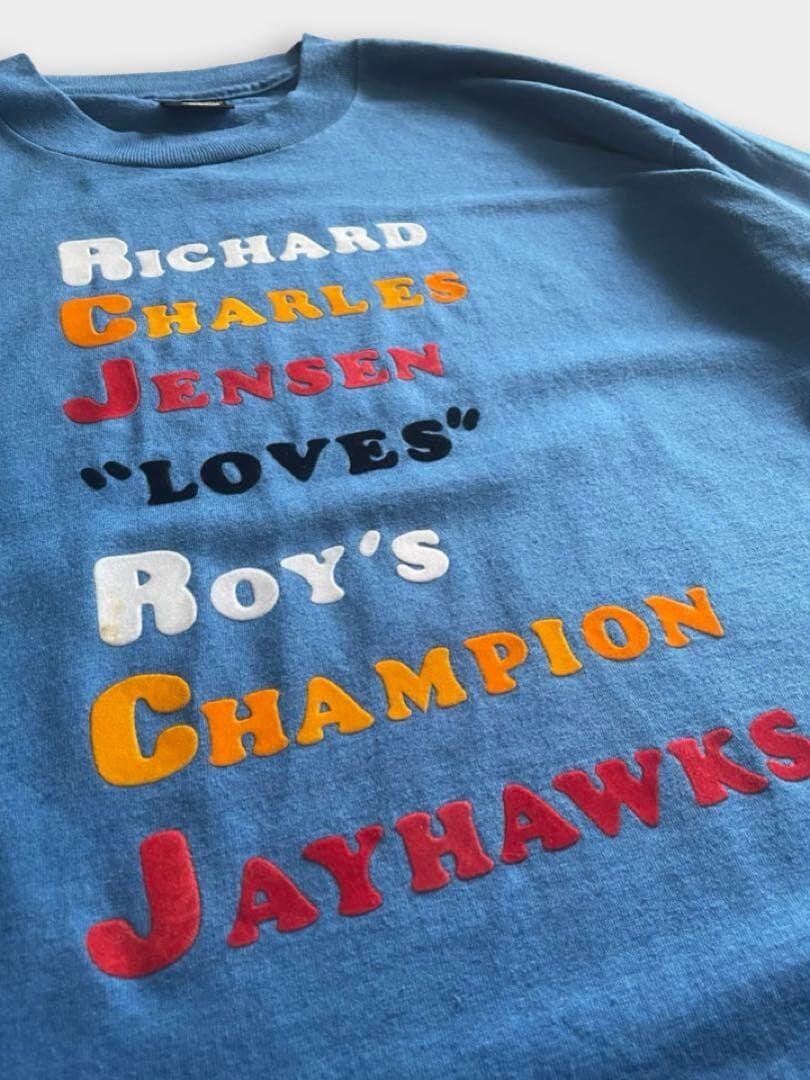 RICHARD
CHARLES
JENSEN
"LOVES"
ROY'S
CHAMPION
JAYHAWKS